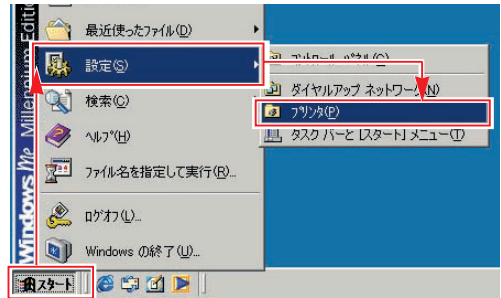 Windows Me Millennium Edition
最近使ったファイル(D)
設定(S)
検索(C)
ヘルプ(H)
ファイル名を指定して実行(R)...
ログオフ(L)...
Windows の終了(U)...
コントロール パネル(C)
ダイヤルアップ ネットワーク(N)
プリンタ(P)
タスク バーと [スタート] メニュー(T)
スタート